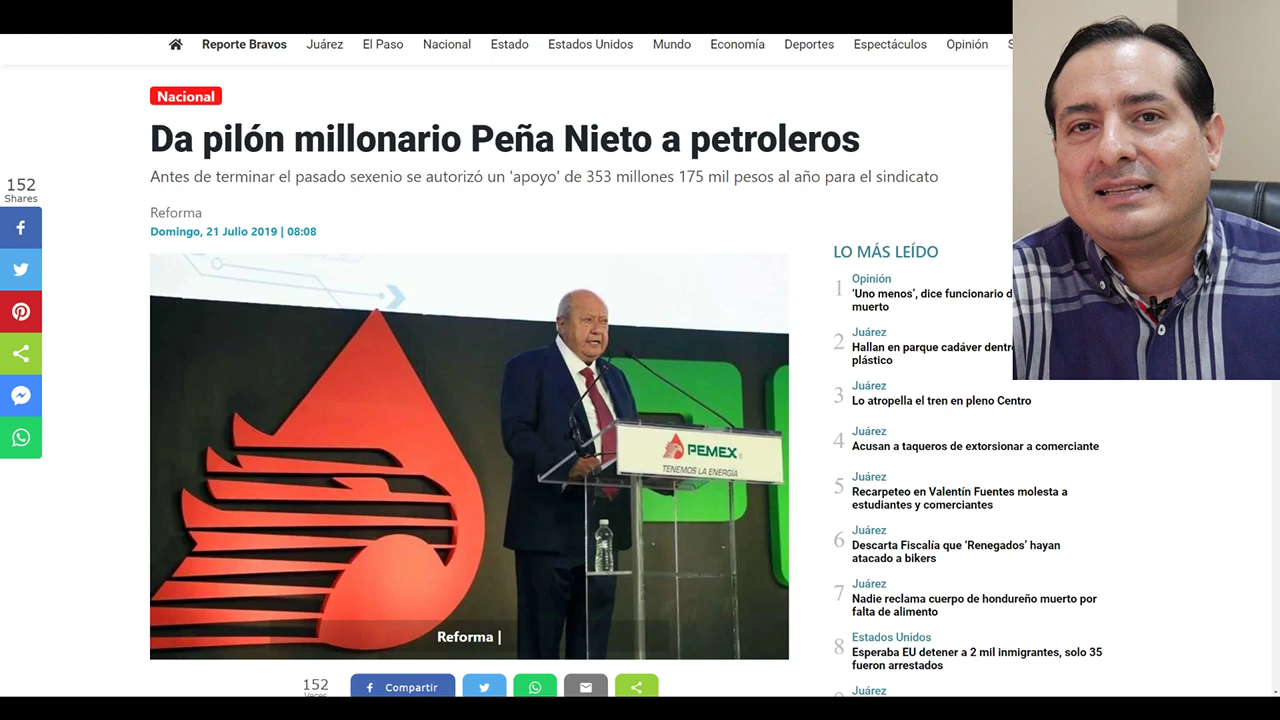 Reporte Bravos Juárez El Paso Nacional Estado Estados Unidos Mundo Economía Deportes Espectáculos Opinión S
Nacional
Da pilón millonario Peña Nieto a petroleros
Antes de terminar el pasado sexenio se autorizó un 'apoyo' de 353 millones 175 mil pesos al año para el sindicato
152
Shares
Reforma
Domingo, 21 Julio 2019 | 08:08
PEMEX
TENEMOS LA ENERGÍA
Reforma |
152
Veces
Compartir
LO MÁS LEÍDO
1
Opinión
'Uno menos', dice funcionario d
muerto
2
Juárez
Hallan en parque cadáver dentro
plástico
3
Juárez
Lo atropella el tren en pleno Centro
4
Juárez
Acusan a taqueros de extorsionar a comerciante
5
Juárez
Recarpeteo en Valentín Fuentes molesta a
estudiantes y comerciantes
6
Juárez
Descarta Fiscalía que 'Renegados' hayan
atacado a bikers
7
Juárez
Nadie reclama cuerpo de hondureño muerto por
falta de alimento
8
Estados Unidos
Esperaba EU detener a 2 mil inmigrantes, solo 35
fueron arrestados
Juárez